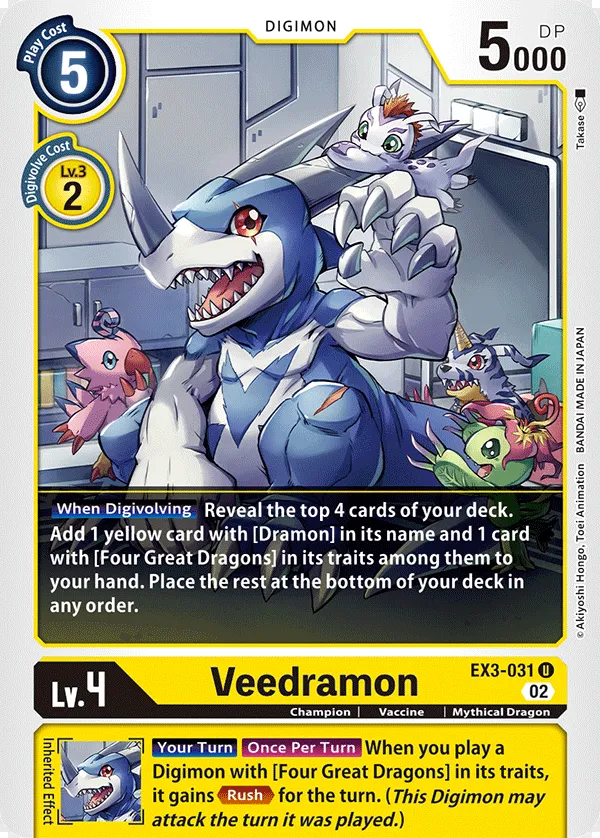 DIGIMON
Play Cost
5
DP
5000
Digivolve Cost
Lv.3
2
Takase
© Akiyoshi Hongo, Toei Animation BANDAI MADE IN JAPAN
When Digivolving Reveal the top 4 cards of your deck.
Add 1 yellow card with [Dramon] in its name and 1 card
with [Four Great Dragons] in its traits among them to
your hand. Place the rest at the bottom of your deck in
any order.
Lv.4
Veedramon
EX3-031 U
02
Champion | Vaccine | Mythical Dragon
Inherited Effect
Your Turn Once Per Turn When you play a
Digimon with [Four Great Dragons] in its traits,
it gains Rush for the turn. (This Digimon may
attack the turn it was played.)